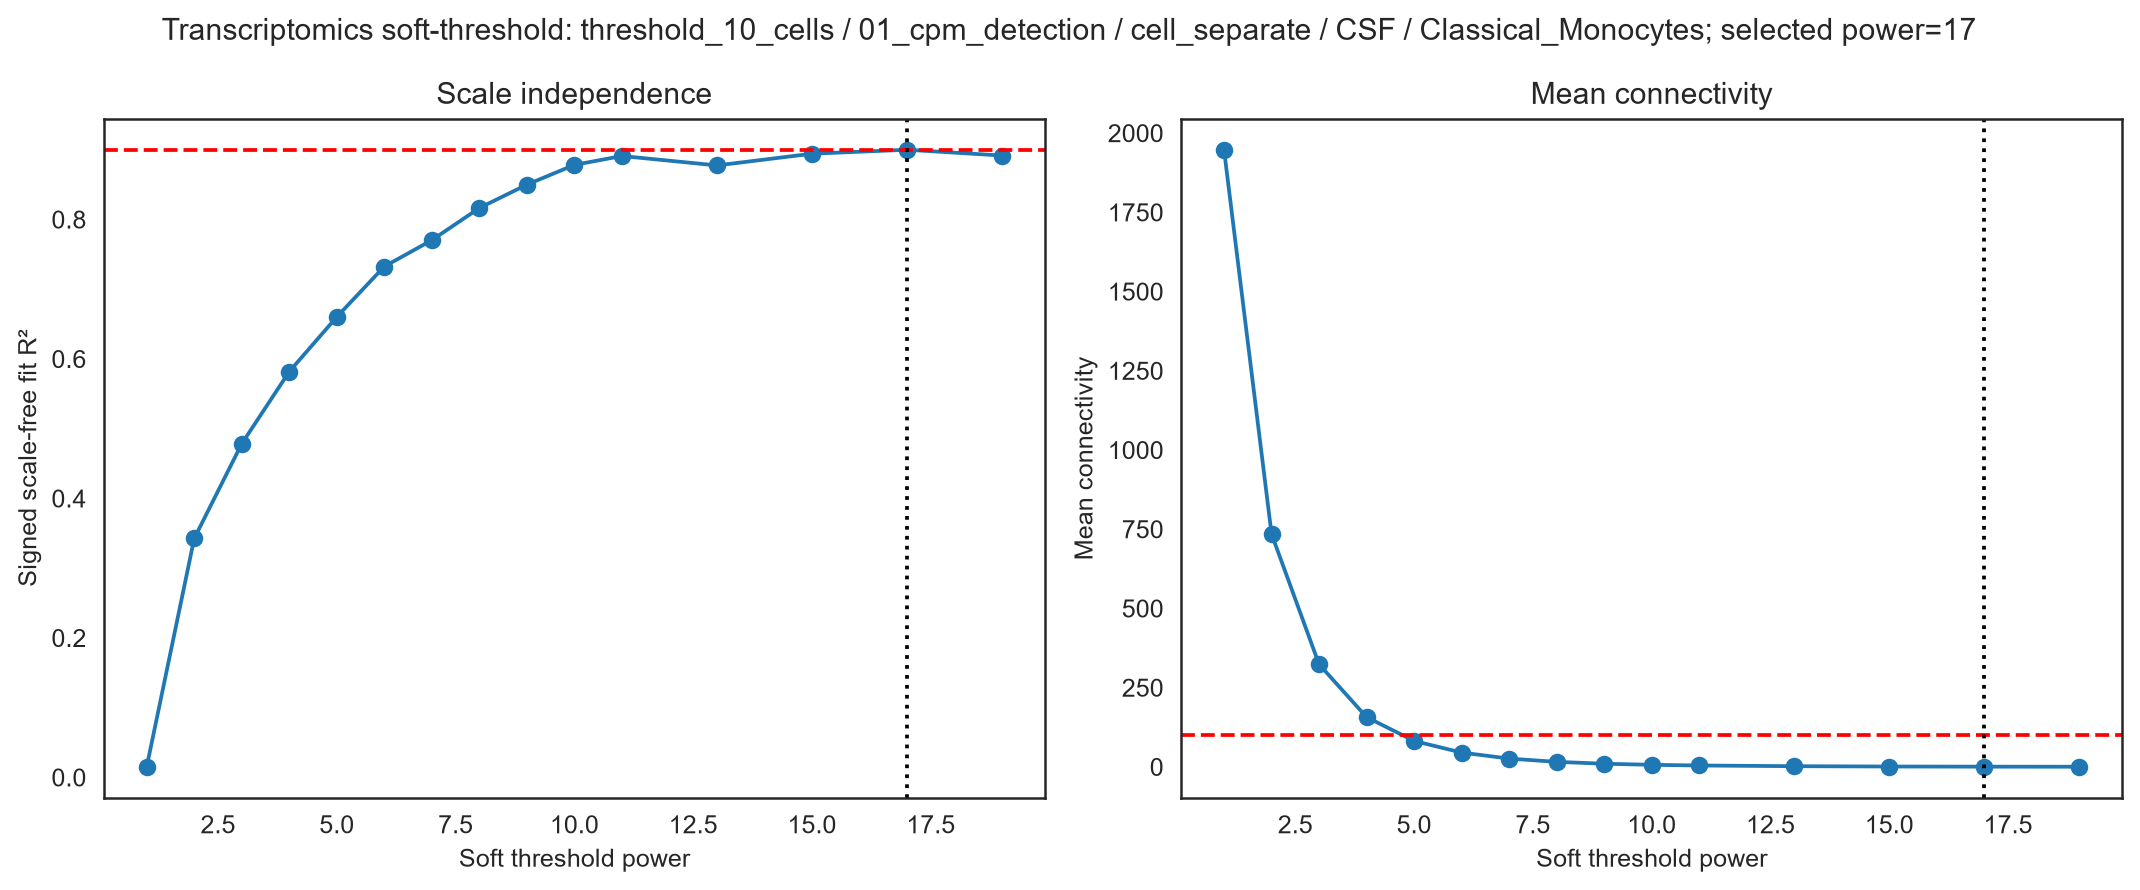 Transcriptomics soft-threshold: threshold_10_cells / 01_cpm_detection / cell_separate / CSF / Classical_Monocytes; selected power=17
Scale independence
Signed scale-free fit R²
0.8
0.6
0.4
0.2
0.0
2.5 5.0 7.5 10.0 12.5 15.0 17.5
Soft threshold power
Mean connectivity
Mean connectivity
2000
1750
1500
1250
1000
750
500
250
0
2.5 5.0 7.5 10.0 12.5 15.0 17.5
Soft threshold power